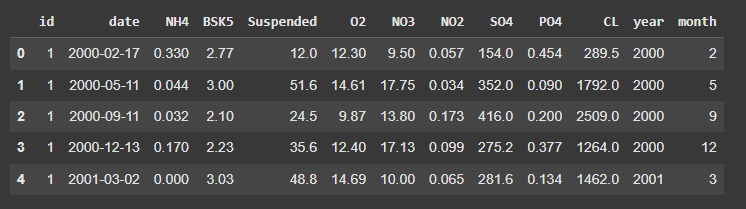 id date NH4 BSK5 Suspended O2 NO3 NO2 SO4 PO4 CL year month
0 1 2000-02-17 0.330 2.77 12.0 12.30 9.50 0.057 154.0 0.454 289.5 2000 2
1 1 2000-05-11 0.044 3.00 51.6 14.61 17.75 0.034 352.0 0.090 1792.0 2000 5
2 1 2000-09-11 0.032 2.10 24.5 9.87 13.80 0.173 416.0 0.200 2509.0 2000 9
3 1 2000-12-13 0.170 2.23 35.6 12.40 17.13 0.099 275.2 0.377 1264.0 2000 12
4 1 2001-03-02 0.000 3.03 48.8 14.69 10.00 0.065 281.6 0.134 1462.0 2001 3